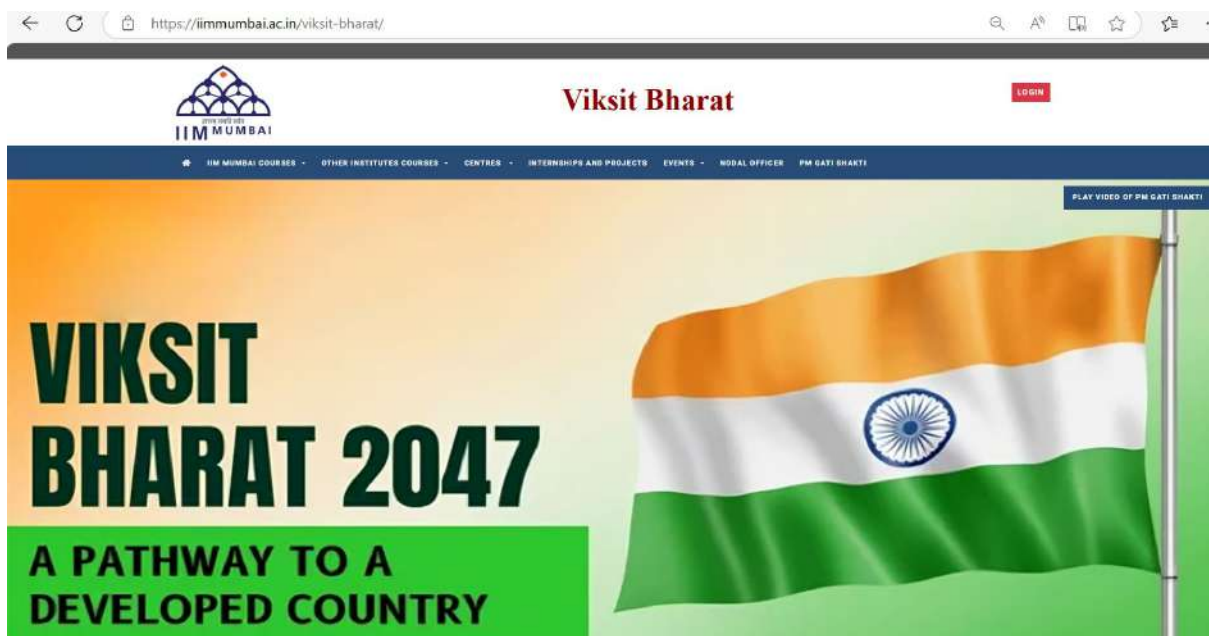 https://iimmumbai.ac.in/viksit-bharat/
IIM MUMBAI
Viksit Bharat
LOGIN
IIM MUMBAI COURSES OTHER INSTITUTES COURSES CENTRES INTERNSHIPS AND PROJECTS EVENTS NODAL OFFICER PM GATI SHAKTI
PLAY VIDEO OF PM GATI SHAKTI
VIKSIT
BHARAT 2047
A PATHWAY TO A
DEVELOPED COUNTRY